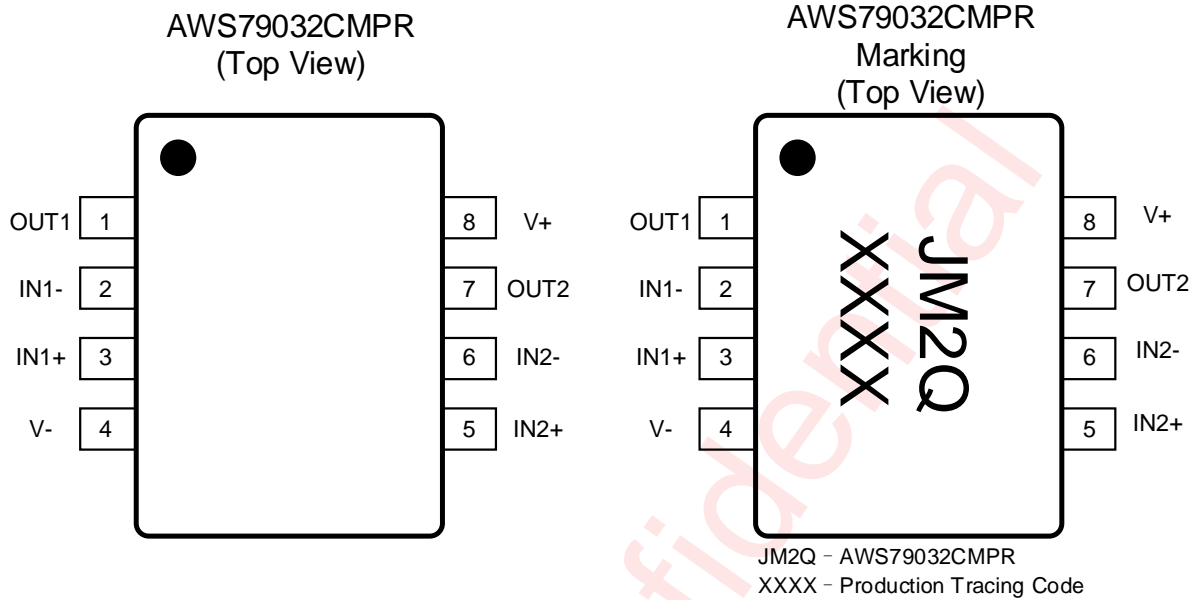 AWS79032CMPR
(Top View)
OUT1 1
IN1- 2
IN1+ 3
V- 4
8 V+
7 OUT2
6 IN2-
5 IN2+
AWS79032CMPR
Marking
(Top View)
OUT1 1
IN1- 2
IN1+ 3
V- 4
JM2Q
XXXX
8 V+
7 OUT2
6 IN2-
5 IN2+
JM2Q - AWS79032CMPR
XXXX - Production Tracing Code
fidential